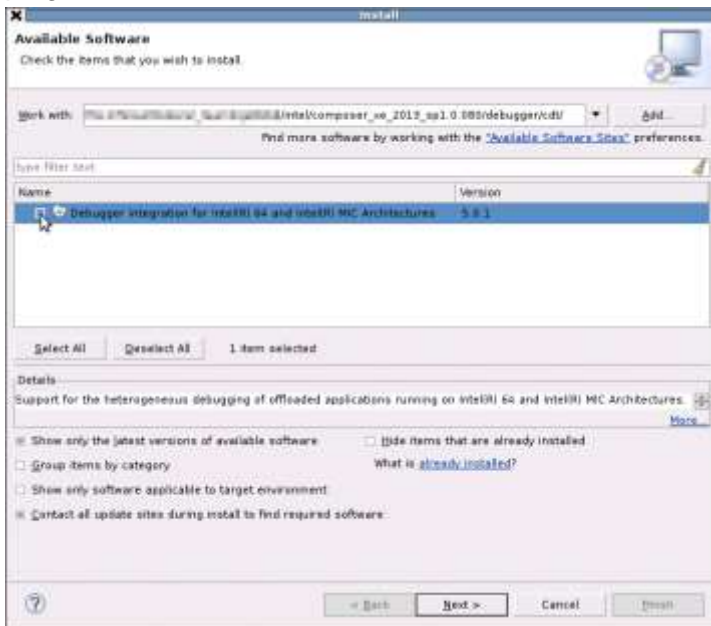 Install
Available Software
Check the items that you wish to install.
Work with: /intel/composer_xe_2013_sp1.0.080/debugger/cdt/ Add...
Find more software by working with the "Available Software Sites" preferences.
type filter text
Name Version
Debugger integration for Intel(R) 64 and Intel(R) MIC Architectures 5.0.1
Select All Deselect All 1 item selected
Details
Support for the heterogeneous debugging of offloaded applications running on Intel(R) 64 and Intel(R) MIC Architectures.
More...
Show only the latest versions of available software Hide items that are already installed
Group items by category What is already installed?
Show only software applicable to target environment
Contact all update sites during install to find required software
? < Back Next > Cancel Finish